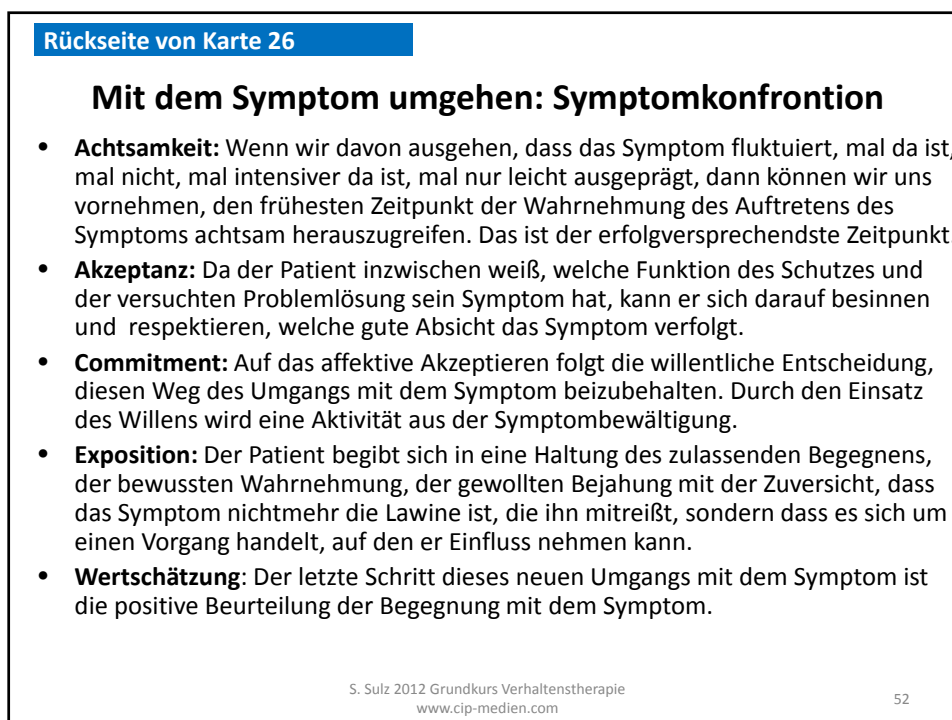 Rückseite von Karte 26
Mit dem Symptom umgehen: Symptomkonfrontion
• Achtsamkeit: Wenn wir davon ausgehen, dass das Symptom fluktuiert, mal da ist,
mal nicht, mal intensiver da ist, mal nur leicht ausgeprägt, dann können wir uns
vornehmen, den frühesten Zeitpunkt der Wahrnehmung des Auftretens des
Symptoms achtsam herauszugreifen. Das ist der erfolgversprechendste Zeitpunkt
• Akzeptanz: Da der Patient inzwischen weiß, welche Funktion des Schutzes und
der versuchten Problemlösung sein Symptom hat, kann er sich darauf besinnen
und respektieren, welche gute Absicht das Symptom verfolgt.
• Commitment: Auf das affektive Akzeptieren folgt die willentliche Entscheidung,
diesen Weg des Umgangs mit dem Symptom beizubehalten. Durch den Einsatz
des Willens wird eine Aktivität aus der Symptombewältigung.
• Exposition: Der Patient begibt sich in eine Haltung des zulassenden Begegnens,
der bewussten Wahrnehmung, der gewollten Bejahung mit der Zuversicht, dass
das Symptom nichtmehr die Lawine ist, die ihn mitreißt, sondern dass es sich um
einen Vorgang handelt, auf den er Einfluss nehmen kann.
• Wertschätzung: Der letzte Schritt dieses neuen Umgangs mit dem Symptom ist
die positive Beurteilung der Begegnung mit dem Symptom.
S. Sulz 2012 Grundkurs Verhaltenstherapie
www.cip-medien.com
52